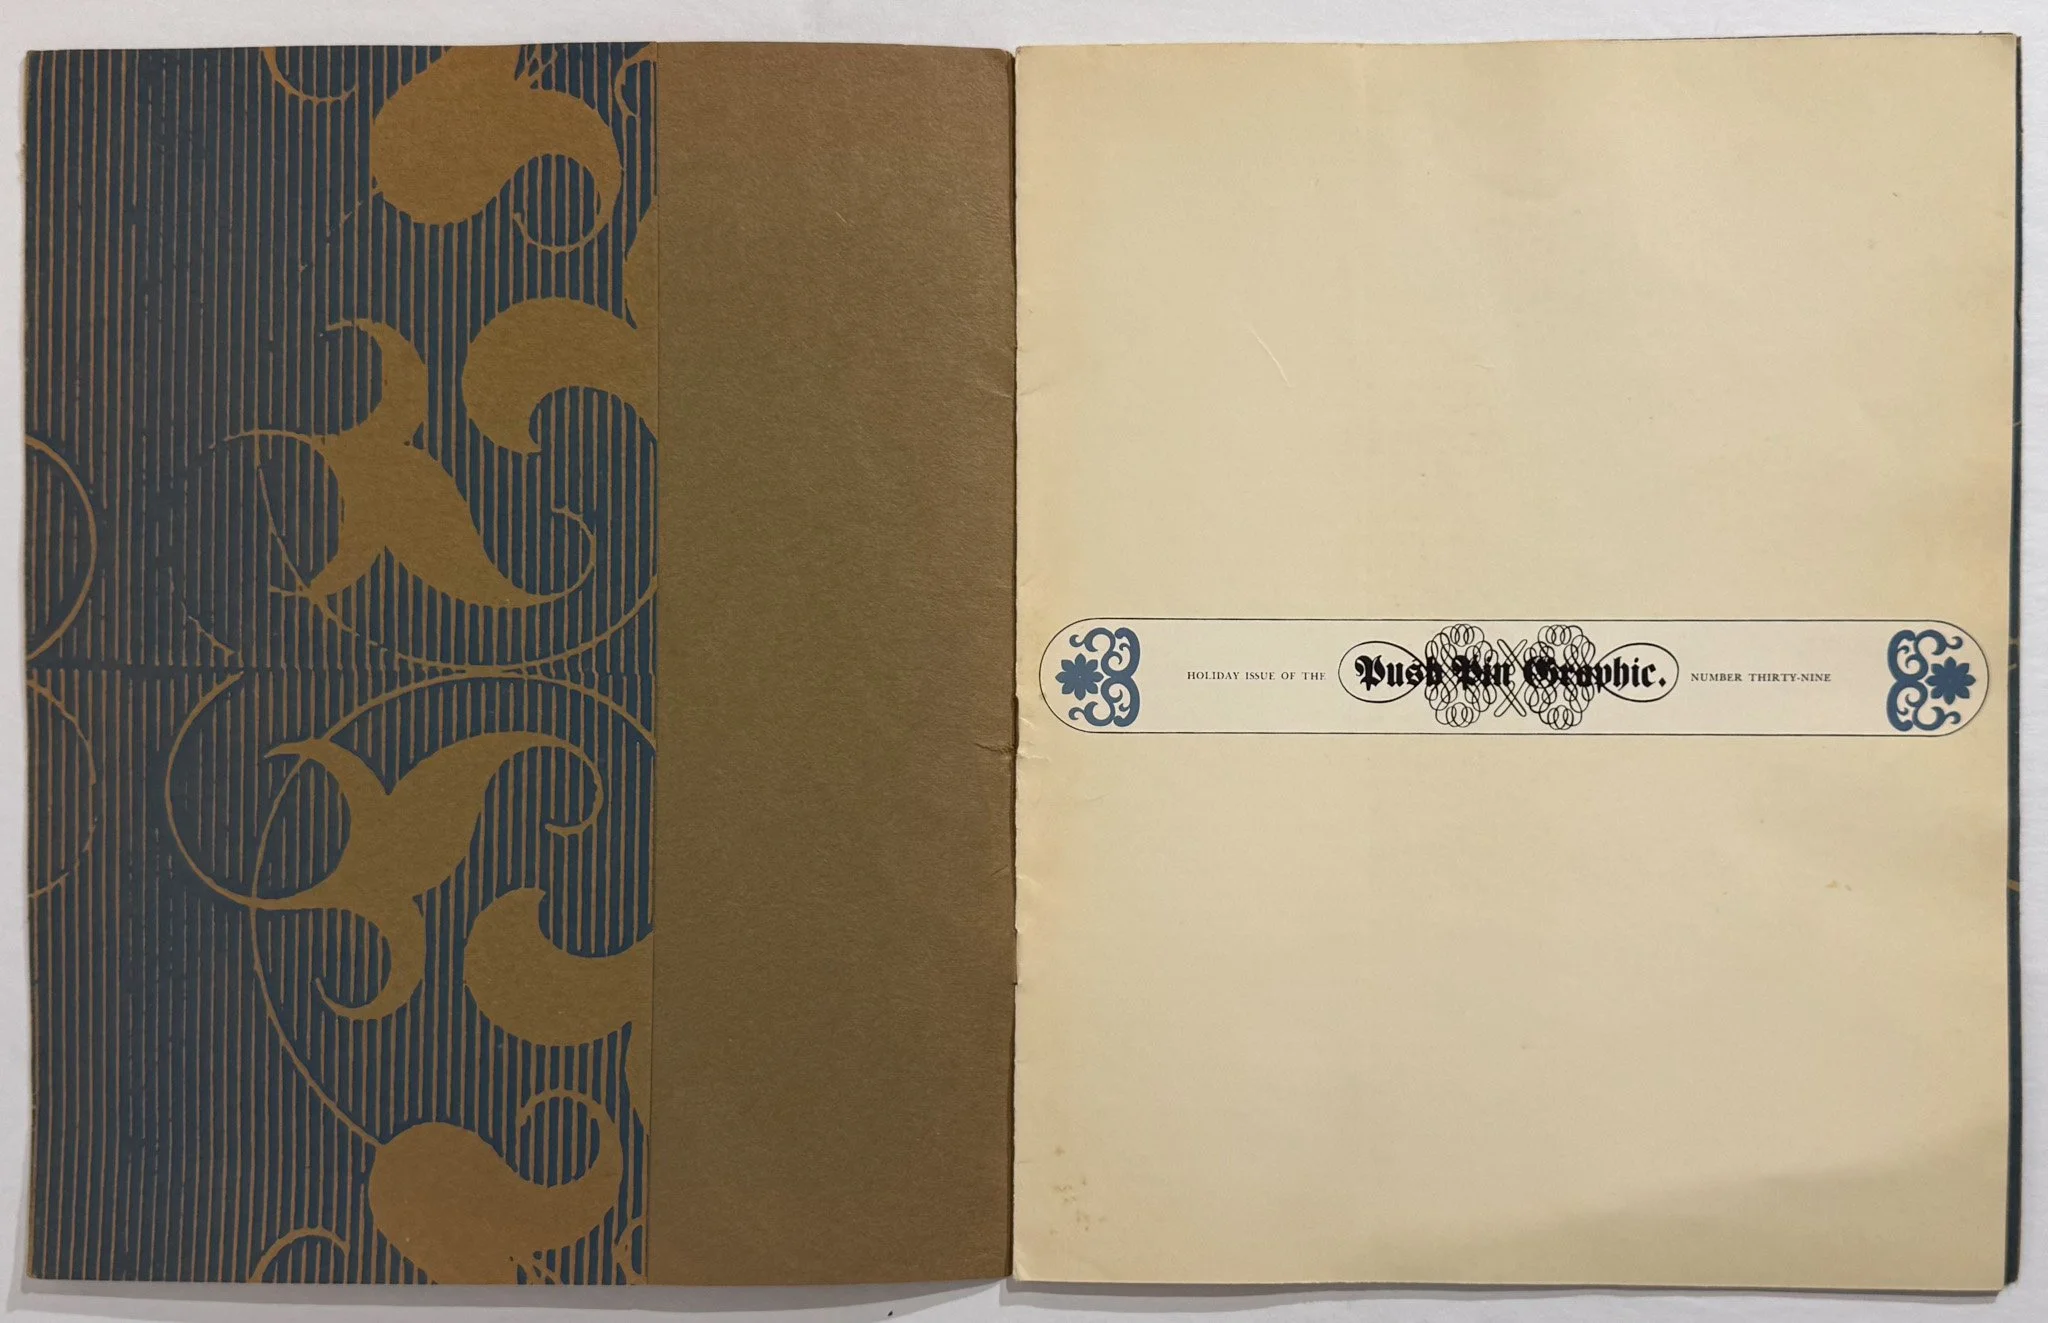 HOLIDAY ISSUE OF THE Push Pin Graphic. NUMBER THIRTY-NINE